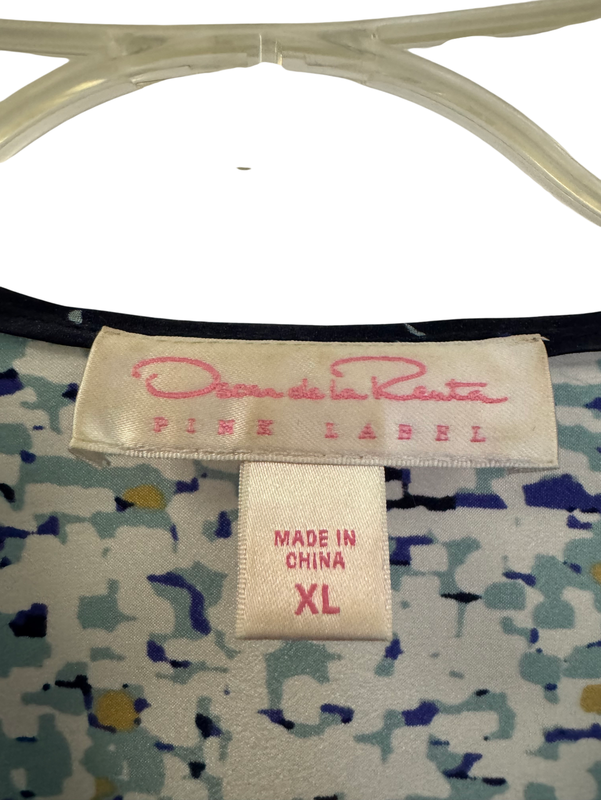 Oscar de la Renta
PINK LABEL
MADE IN
CHINA
XL